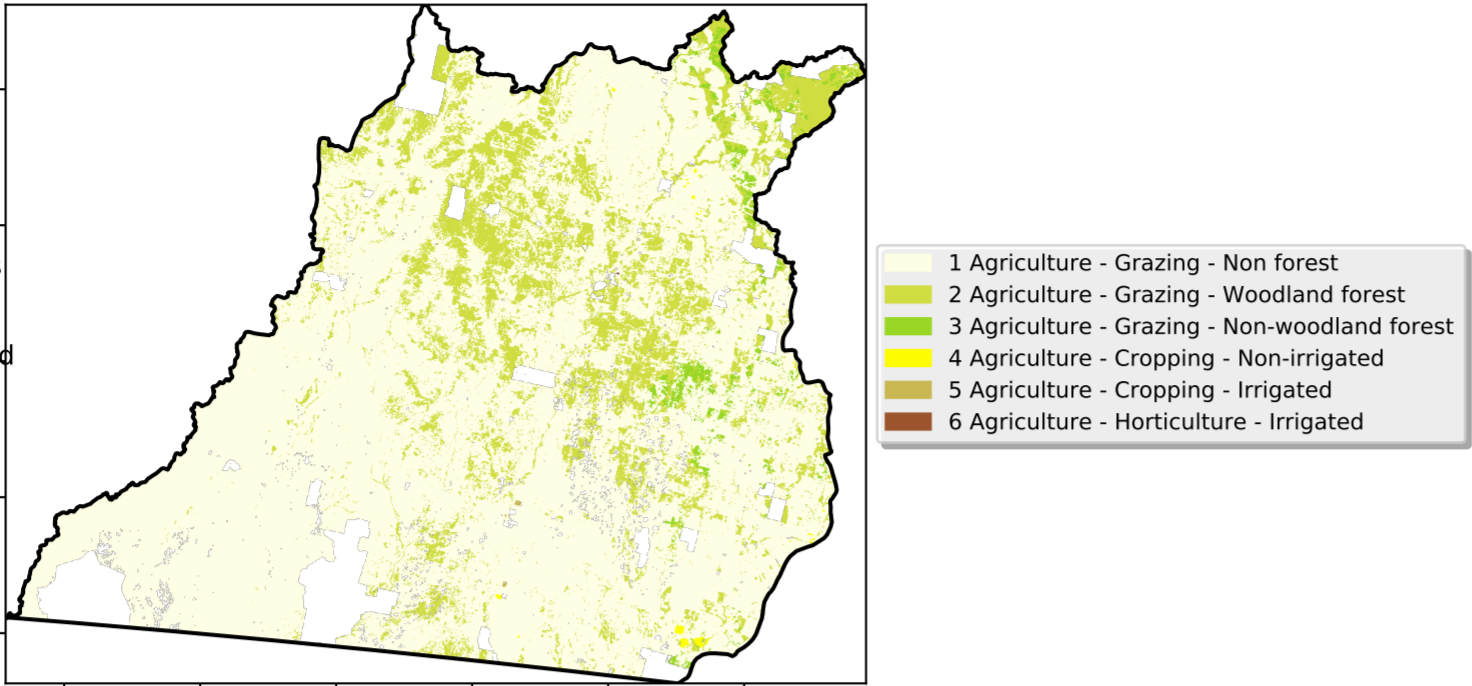 d
1 Agriculture - Grazing - Non forest
2 Agriculture - Grazing - Woodland forest
3 Agriculture - Grazing - Non-woodland forest
4 Agriculture - Cropping - Non-irrigated
5 Agriculture - Cropping - Irrigated
6 Agriculture - Horticulture - Irrigated